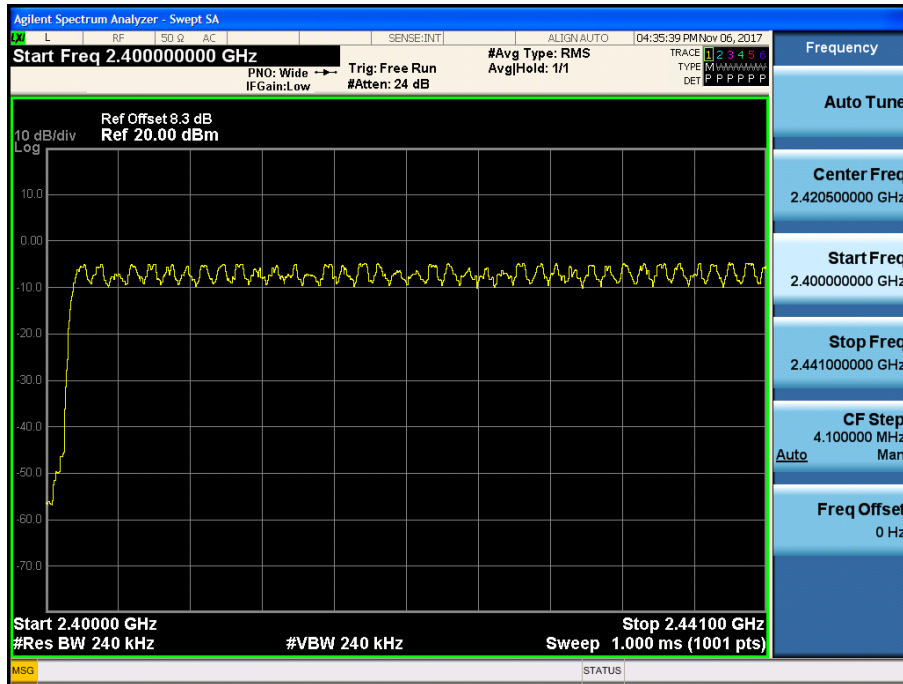 Agilent Spectrum Analyzer - Swept SA
LXI L RF 50 Ω AC SENSE:INT ALIGN AUTO 04:35:39 PM Nov 06, 2017
Start Freq 2.400000000 GHz
#Avg Type: RMS
TRACE 1 2 3 4 5 6
PNO: Wide
Trig: Free Run
Avg|Hold: 1/1
TYPE M W W W W W
IFGain:Low
#Atten: 24 dB
DET P P P P P P
Ref Offset 8.3 dB
10 dB/div Ref 20.00 dBm
Log
10.0
0.00
-10.0
-20.0
-30.0
-40.0
-50.0
-60.0
-70.0
Start 2.40000 GHz Stop 2.44100 GHz
#Res BW 240 kHz #VBW 240 kHz Sweep 1.000 ms (1001 pts)
MSG STATUS
Frequency
Auto Tune
Center Freq
2.420500000 GHz
Start Freq
2.400000000 GHz
Stop Freq
2.441000000 GHz
CF Step
4.100000 MHz
Auto Man
Freq Offset
0 Hz